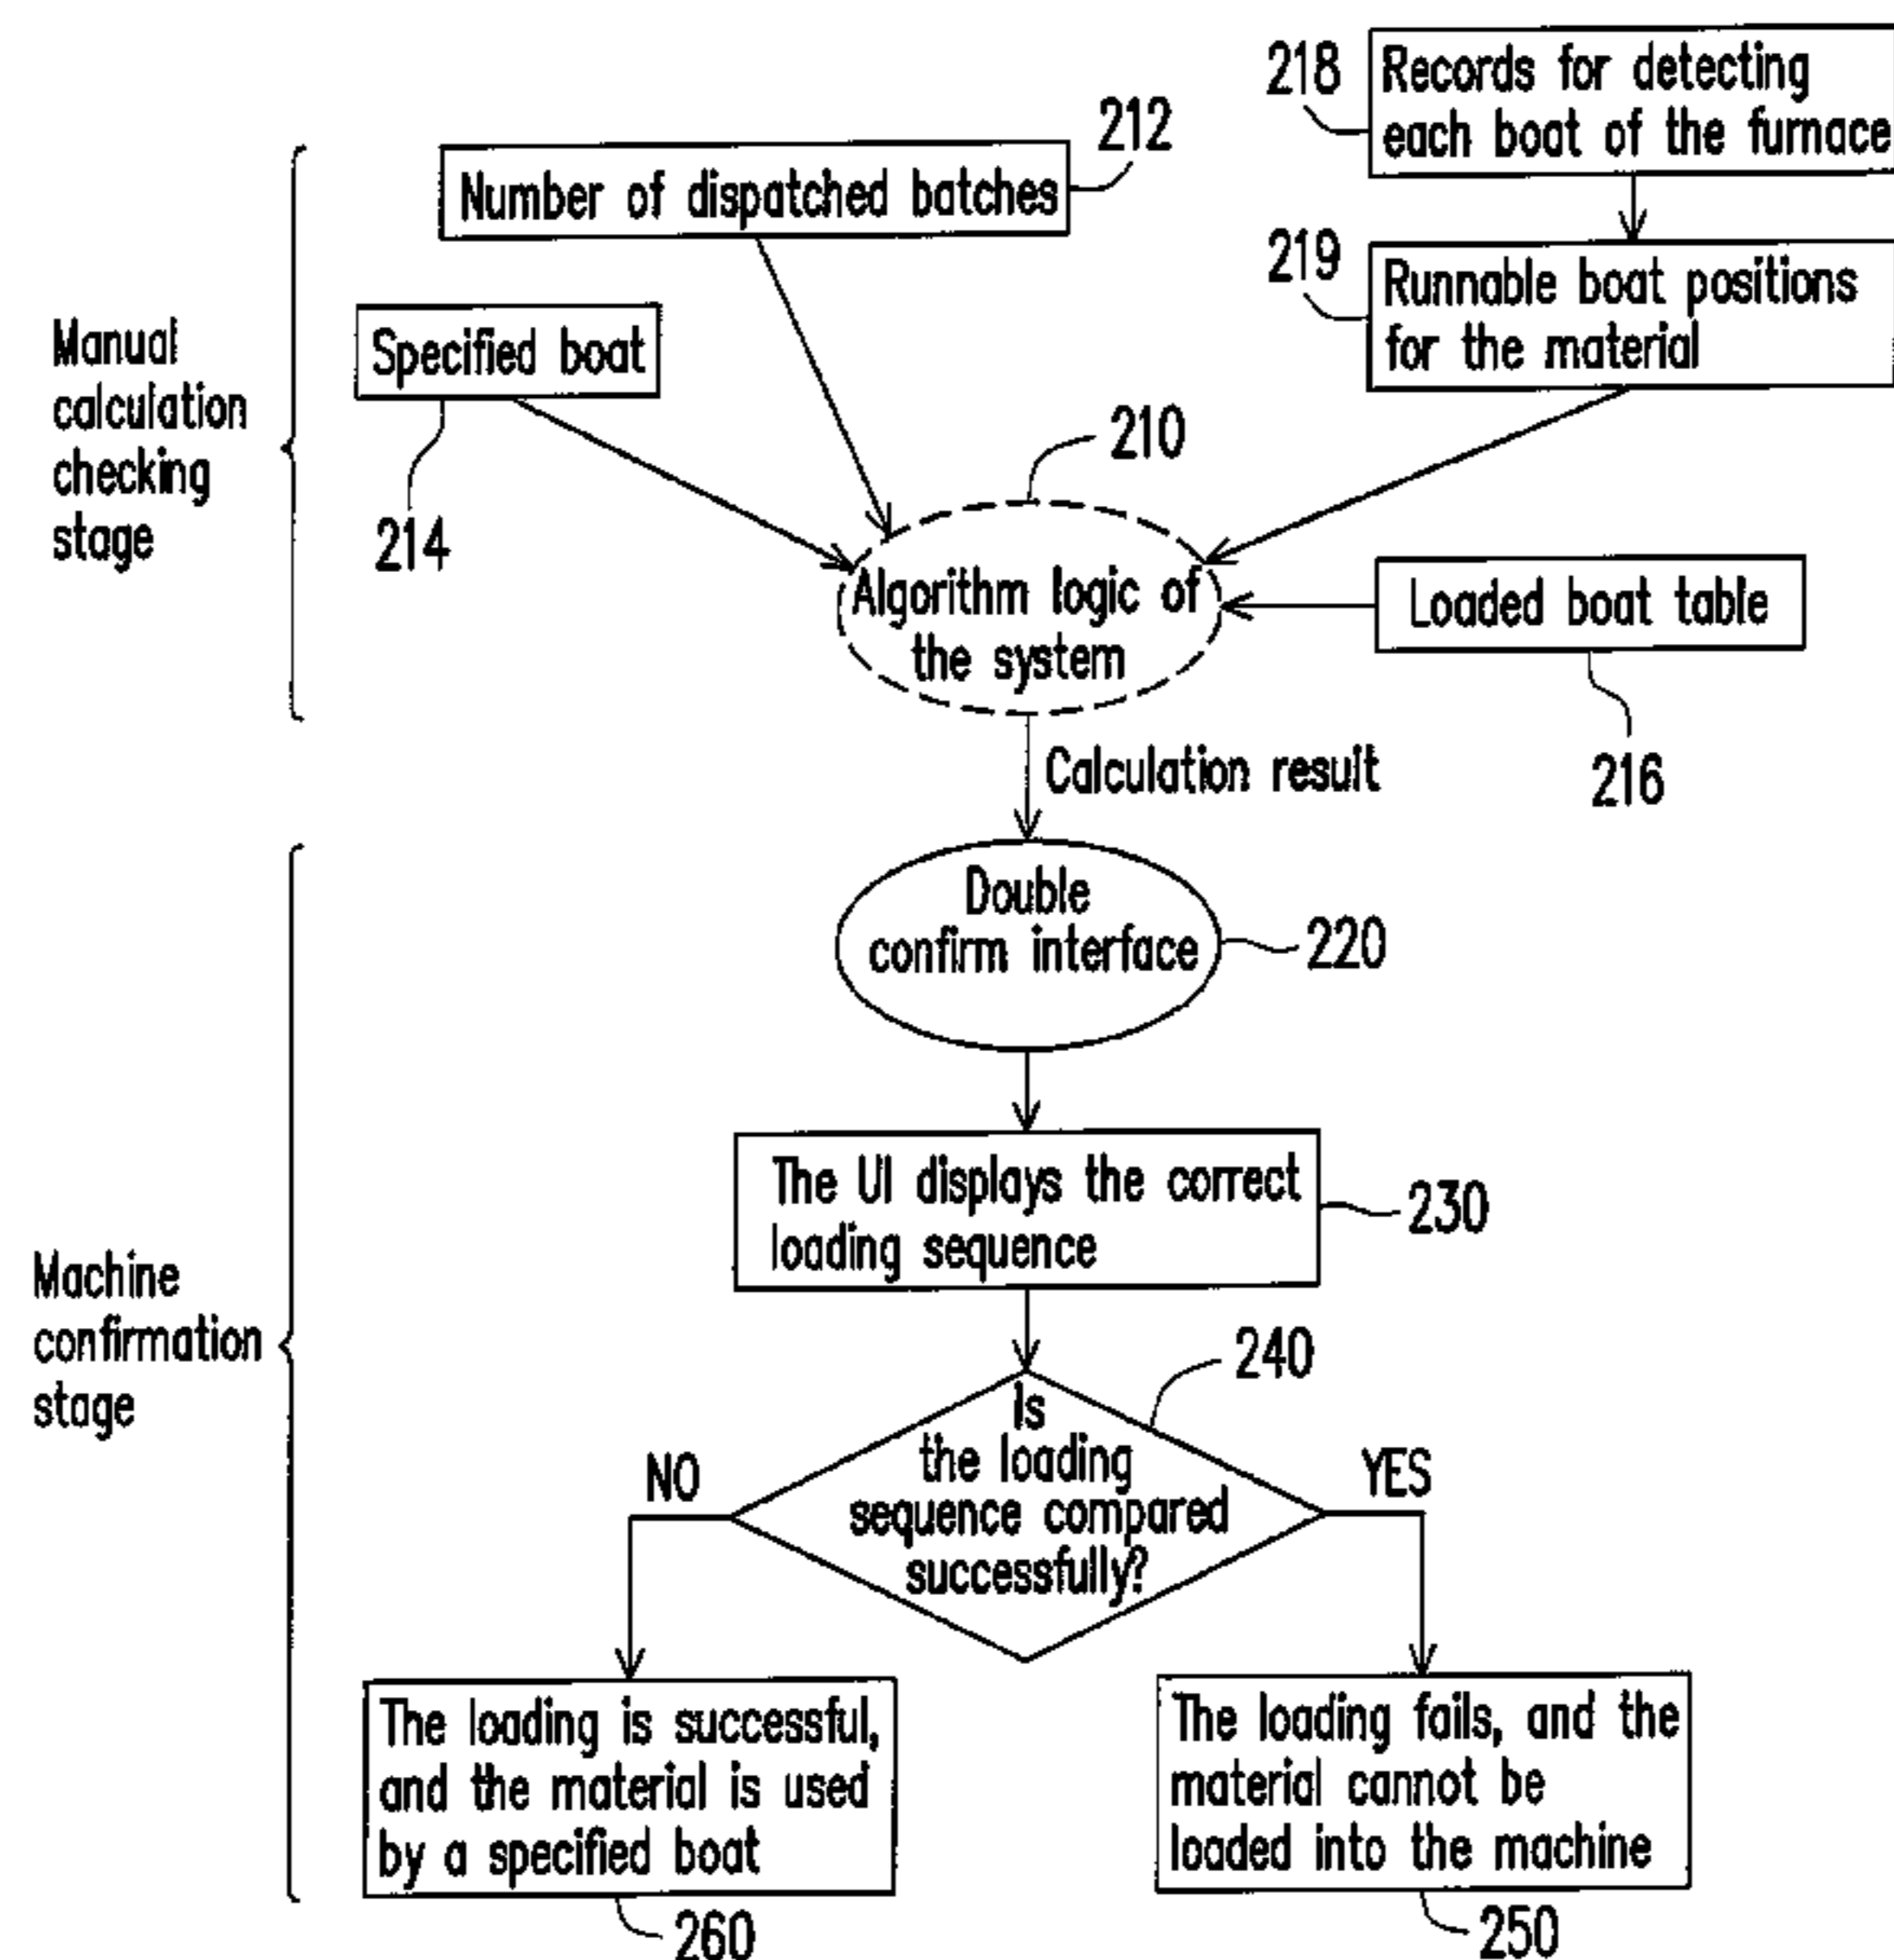 218
Records for detecting
each boat of the furnace
212
Number of dispatched batches
219
Runnable boat positions
for the material
Manual
calculation
checking
stage
Specified boat
214
210
Algorithm logic of
the system
Loaded boat table
216
Calculation result
Double
confirm interface
220
The UI displays the correct
loading sequence
230
Machine
confirmation
stage
240
Is
the loading
sequence compared
successfully?
NO
YES
The loading is successful,
and the material is used
by a specified boat
260
The loading fails, and the
material cannot be
loaded into the machine
250